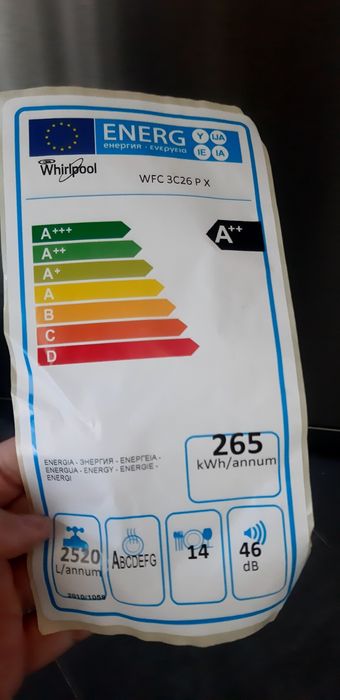 ENERG
енергия · ενεργεια
Y IJA
IE IA
Whirlpool
WFC 3C26 P X
A+++
A++
A+
A
B
C
D
A++
ENERGIA - ЭНЕРГИЯ - ΕΝΕΡΓΕΙΑ -
ENERGIJA - ENERGY - ENERGIE -
ENERGI
265
kWh/annum
2520
L/annum
ABCDEFG
14
46
dB
2010/1059